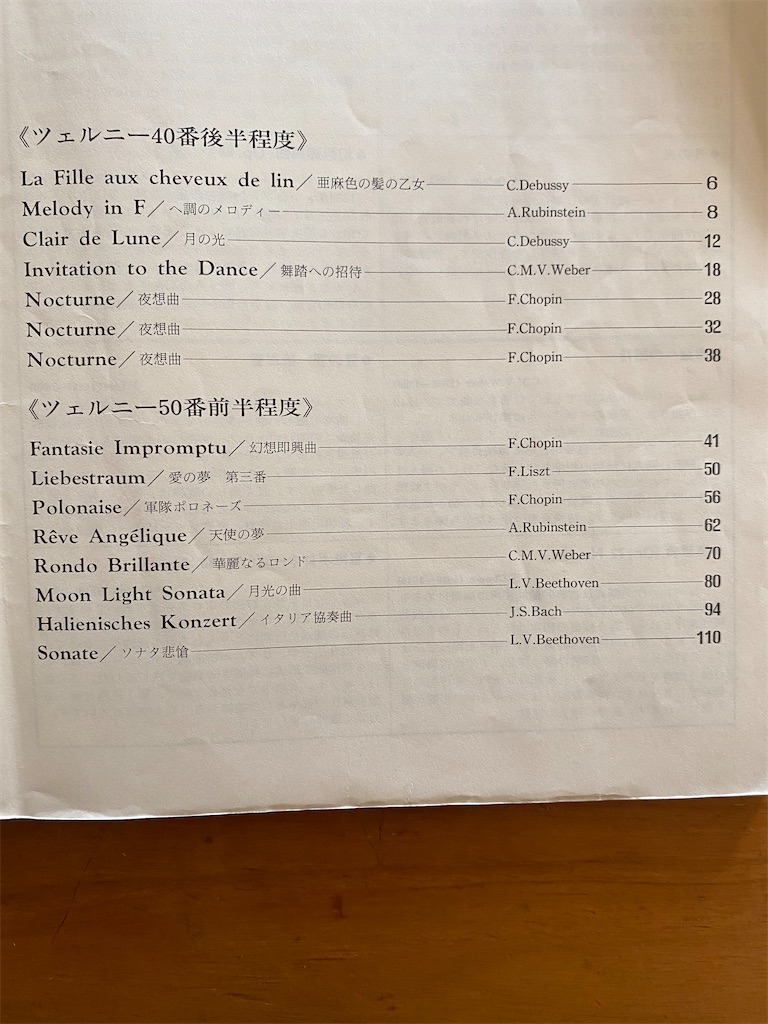 《ツェルニー40番後半程度》
La Fille aux cheveux de lin／亜麻色の髪の乙女 C.Debussy 6
Melody in F／ヘ調のメロディー A.Rubinstein 8
Clair de Lune／月の光 C.Debussy 12
Invitation to the Dance／舞踏への招待 C.M.V.Weber 18
Nocturne／夜想曲 F.Chopin 28
Nocturne／夜想曲 F.Chopin 32
Nocturne／夜想曲 F.Chopin 38
《ツェルニー50番前半程度》
Fantasie Impromptu／幻想即興曲 F.Chopin 41
Liebestraum／愛の夢 第三番 F.Liszt 50
Polonaise／軍隊ポロネーズ F.Chopin 56
Rêve Angélique／天使の夢 A.Rubinstein 62
Rondo Brillante／華麗なるロンド C.M.V.Weber 70
Moon Light Sonata／月光の曲 L.V.Beethoven 80
Halienisches Konzert／イタリア協奏曲 J.S.Bach 94
Sonate／ソナタ悲愴 L.V.Beethoven 110